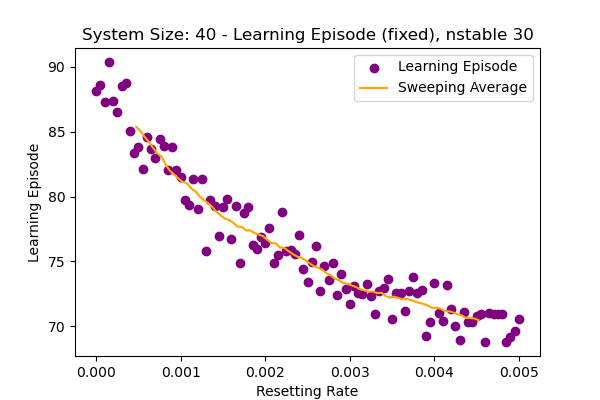 System Size: 40 - Learning Episode (fixed), nstable 30
Learning Episode
Sweeping Average
90
85
80
75
70
Learning Episode
0.000 0.001 0.002 0.003 0.004 0.005
Resetting Rate